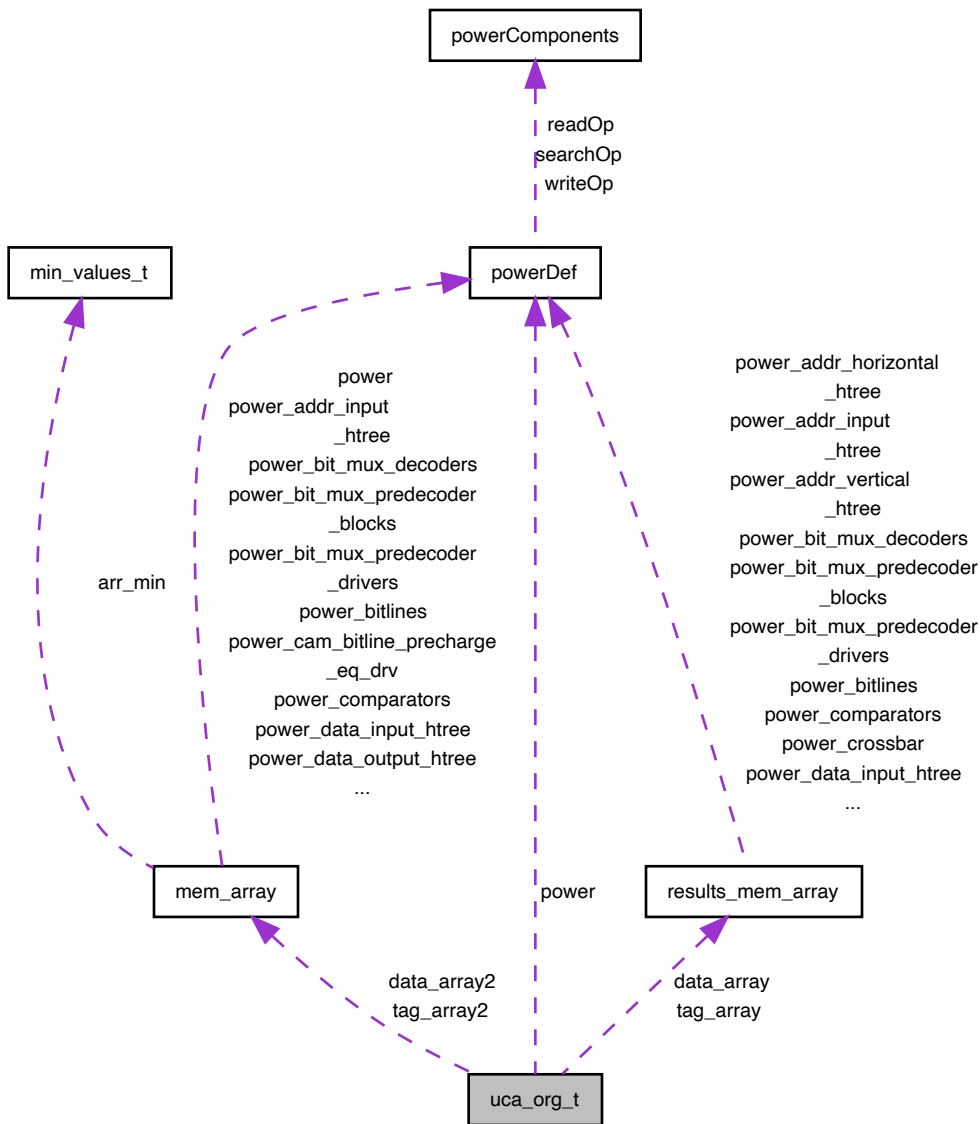 powerComponents
readOp
searchOp
writeOp
min_values_t
powerDef
arr_min
power
power_addr_input
_htree
power_bit_mux_decoders
power_bit_mux_predecoder
_blocks
power_bit_mux_predecoder
_drivers
power_bitlines
power_cam_bitline_precharge
_eq_drv
power_comparators
power_data_input_htree
power_data_output_htree
...
power_addr_horizontal
_htree
power_addr_input
_htree
power_addr_vertical
_htree
power_bit_mux_decoders
power_bit_mux_predecoder
_blocks
power_bit_mux_predecoder
_drivers
power_bitlines
power_comparators
power_crossbar
power_data_input_htree
...
mem_array
power
results_mem_array
data_array2
tag_array2
data_array
tag_array
uca_org_t